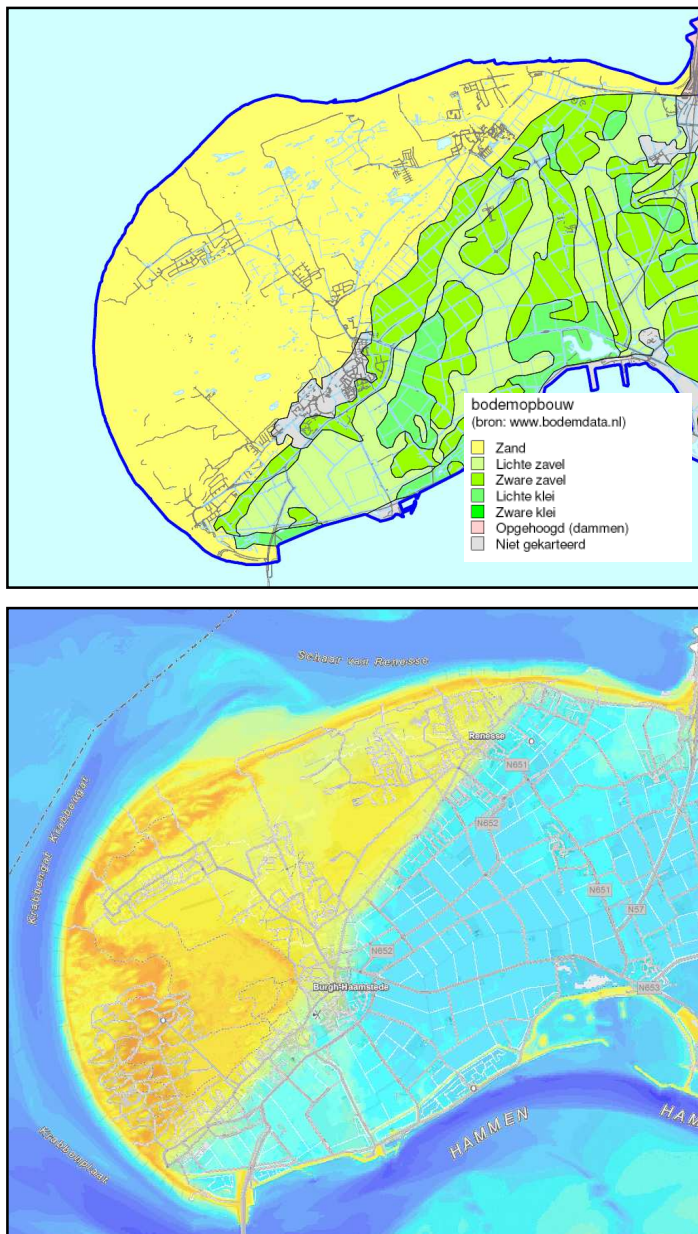 bodemopbouw
(bron: www.bodemdata.nl)
Zand
Lichte zavel
Zware zavel
Lichte klei
Zware klei
Opgehoogd (dammen)
Niet gekarteerd
Schaar van Renesse
Renesse
N651
Krabbengat Krabbengat
N652
N651
N57
N652
Burgh-Haamstede
N653
HAMMEN
HAM